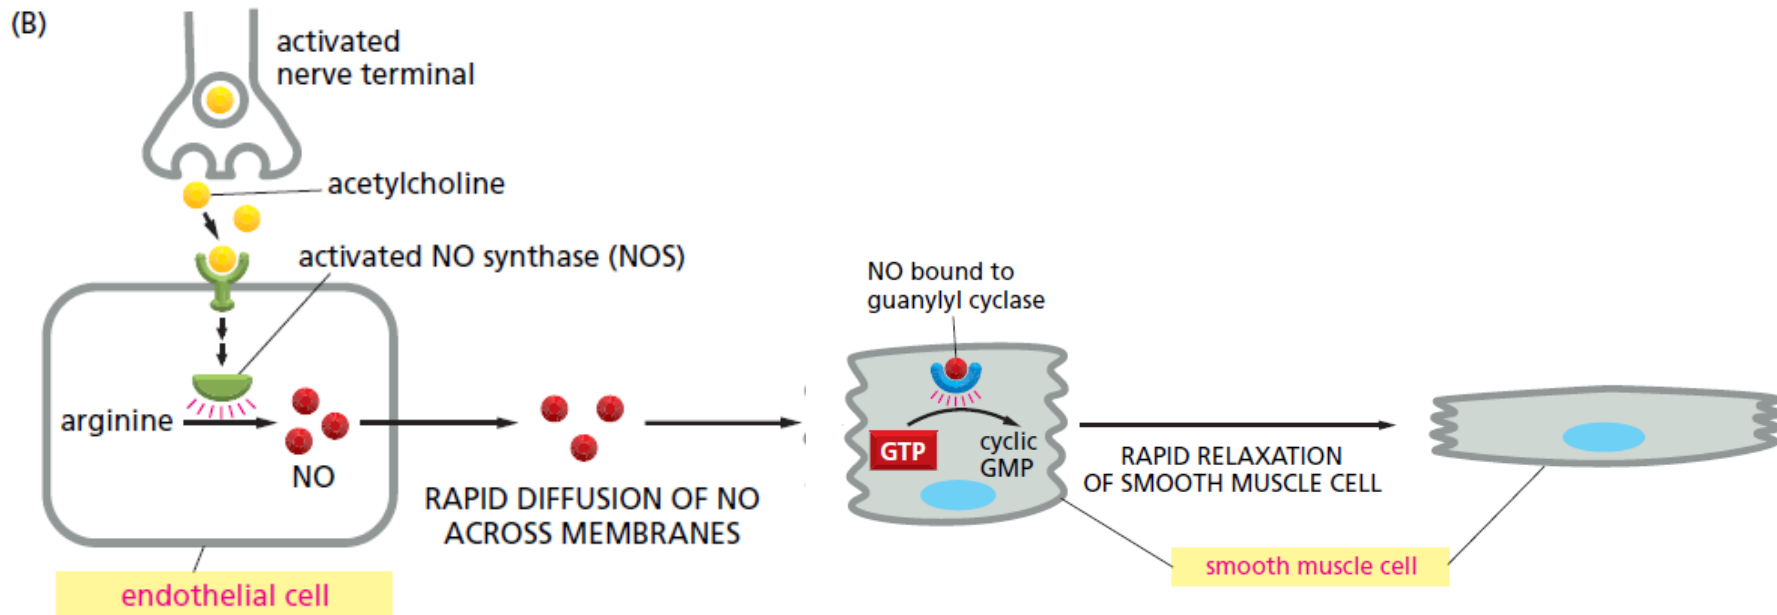 (B)
activated
nerve terminal
acetylcholine
activated NO synthase (NOS)
arginine
NO
endothelial cell
RAPID DIFFUSION OF NO
ACROSS MEMBRANES
NO bound to
guanylyl cyclase
GTP
cyclic
GMP
RAPID RELAXATION
OF SMOOTH MUSCLE CELL
smooth muscle cell